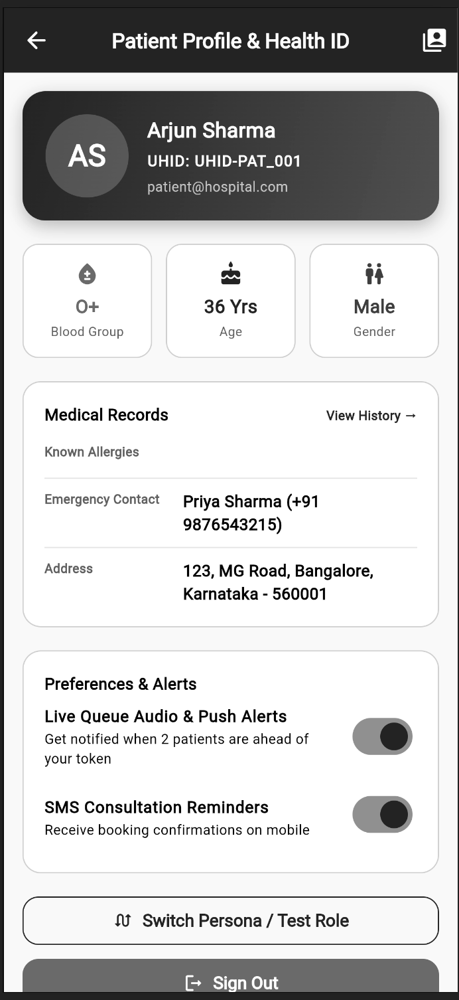 Patient Profile & Health ID
AS
Arjun Sharma
UHID: UHID-PAT_001
patient@hospital.com
O+
Blood Group
36 Yrs
Age
Male
Gender
Medical Records
View History →
Known Allergies
Emergency Contact
Priya Sharma (+91
9876543215)
Address
123, MG Road, Bangalore,
Karnataka - 560001
Preferences & Alerts
Live Queue Audio & Push Alerts
Get notified when 2 patients are ahead of
your token
SMS Consultation Reminders
Receive booking confirmations on mobile
Switch Persona / Test Role
Sign Out